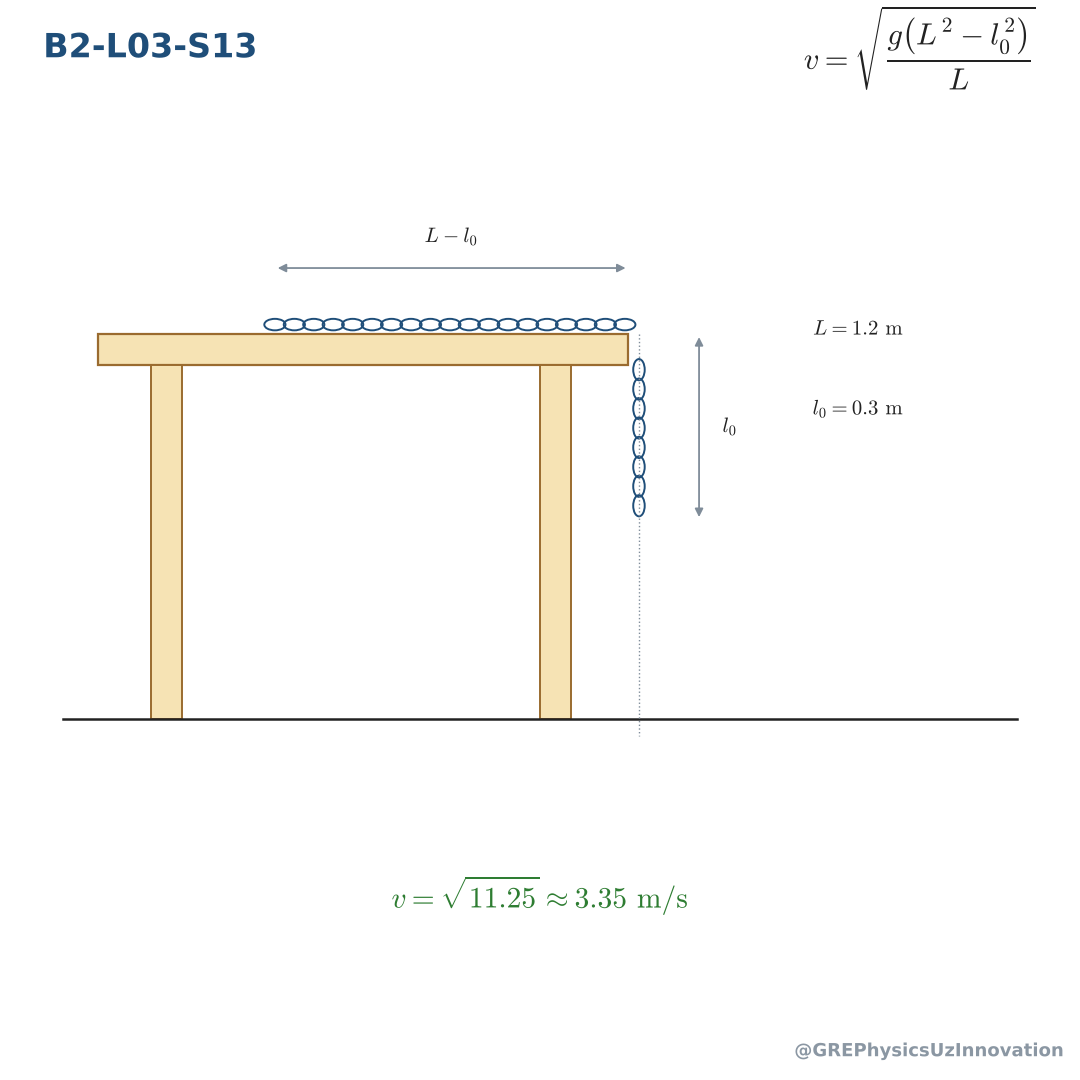 B2-L03-S13
v = √(g(L² − l₀²)/L)
L − l₀
L = 1.2 m
l₀ = 0.3 m
l₀
v = √11.25 ≈ 3.35 m/s
@GREPhysicsUzInnovation